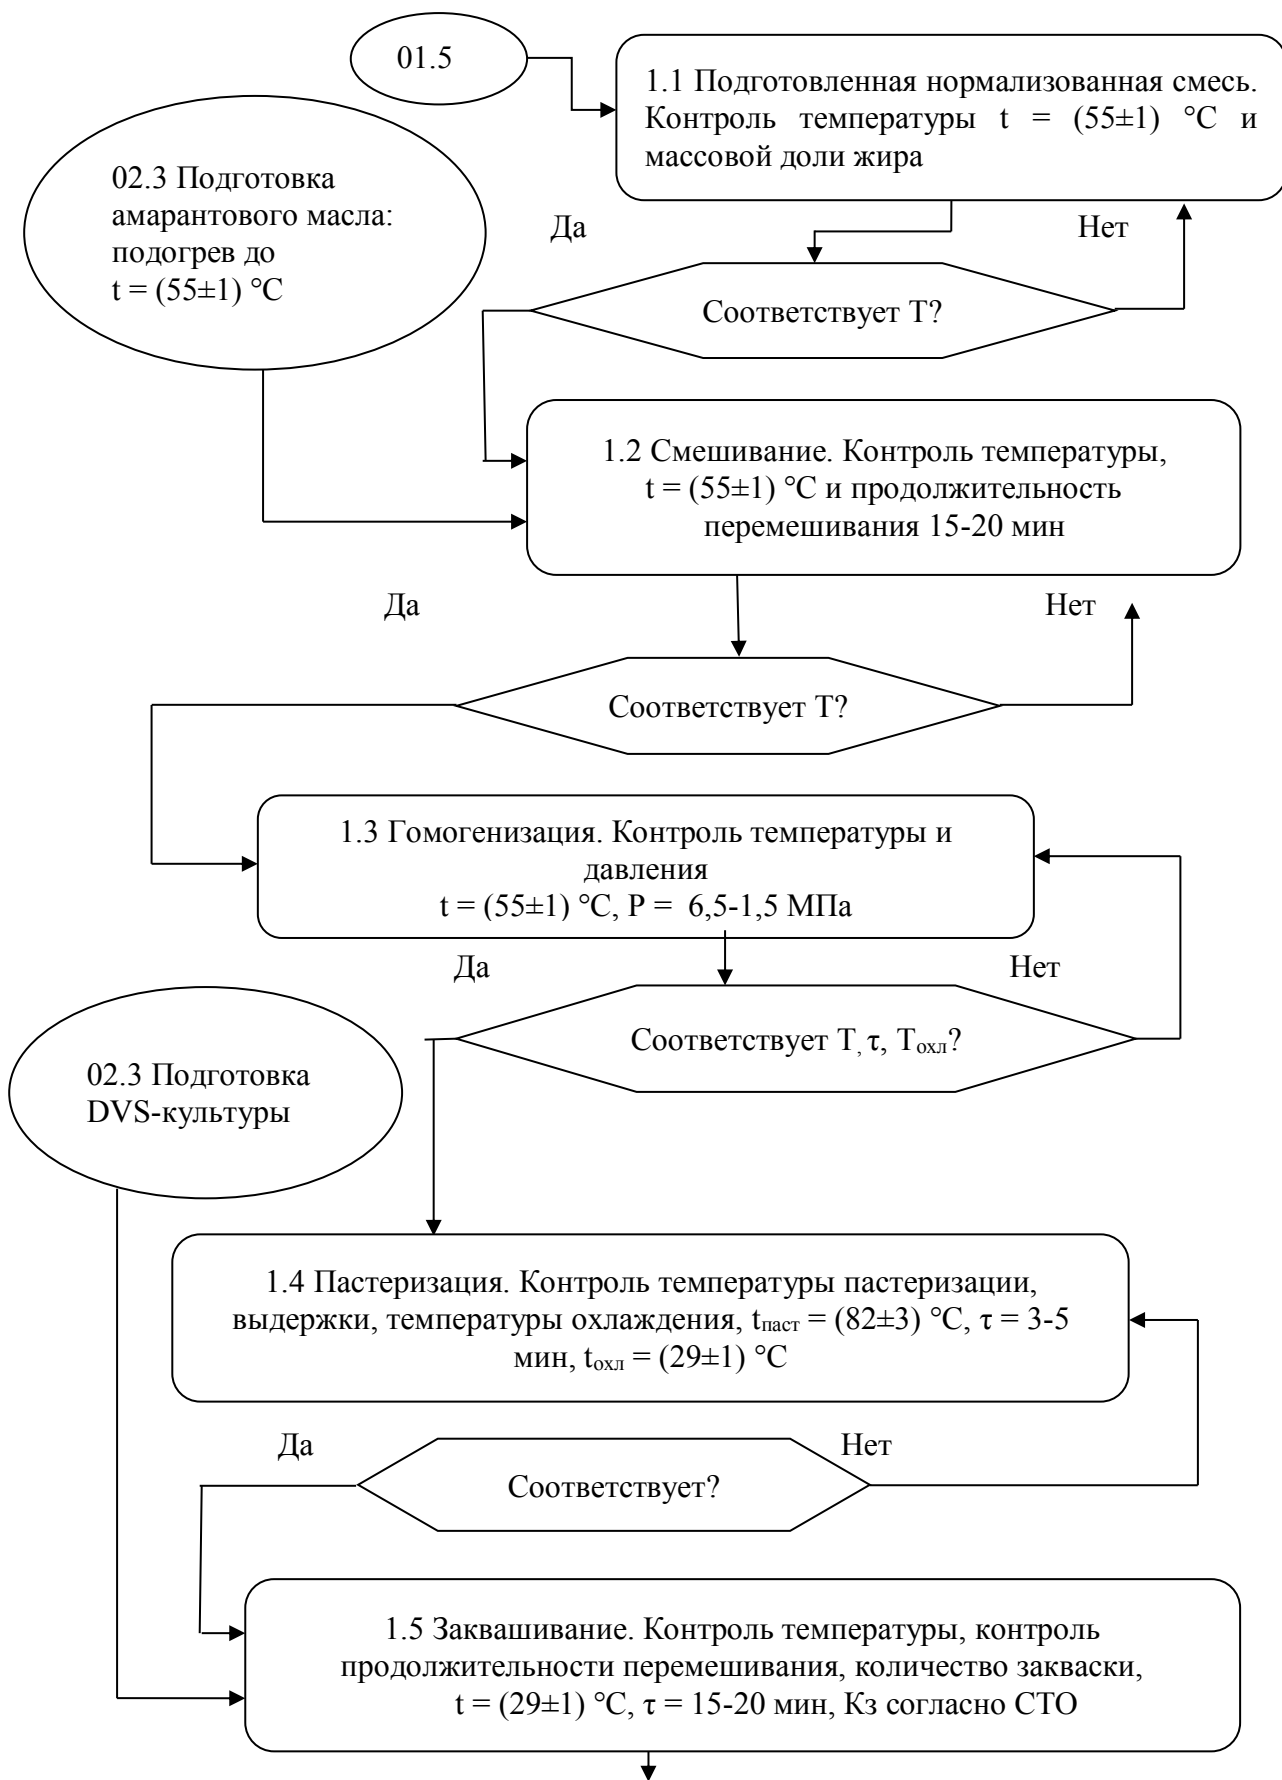 01.5
1.1 Подготовленная нормализованная смесь.
Контроль температуры t = (55±1) °С и
массовой доли жира
02.3 Подготовка
амарантового масла:
подогрев до
t = (55±1) °С
Да
Нет
Соответствует Т?
1.2 Смешивание. Контроль температуры,
t = (55±1) °С и продолжительность
перемешивания 15-20 мин
Да
Нет
Соответствует Т?
1.3 Гомогенизация. Контроль температуры и
давления
t = (55±1) °С, Р =  6,5-1,5 МПа
Да
Нет
Соответствует Т, τ, Тохл?
02.3 Подготовка
DVS-культуры
1.4 Пастеризация. Контроль температуры пастеризации,
выдержки, температуры охлаждения, tпаст = (82±3) °С, τ = 3-5
мин, tохл = (29±1) °С
Да
Нет
Соответствует?
1.5 Заквашивание. Контроль температуры, контроль
продолжительности перемешивания, количество закваски,
t = (29±1) °С, τ = 15-20 мин, Кз согласно СТО